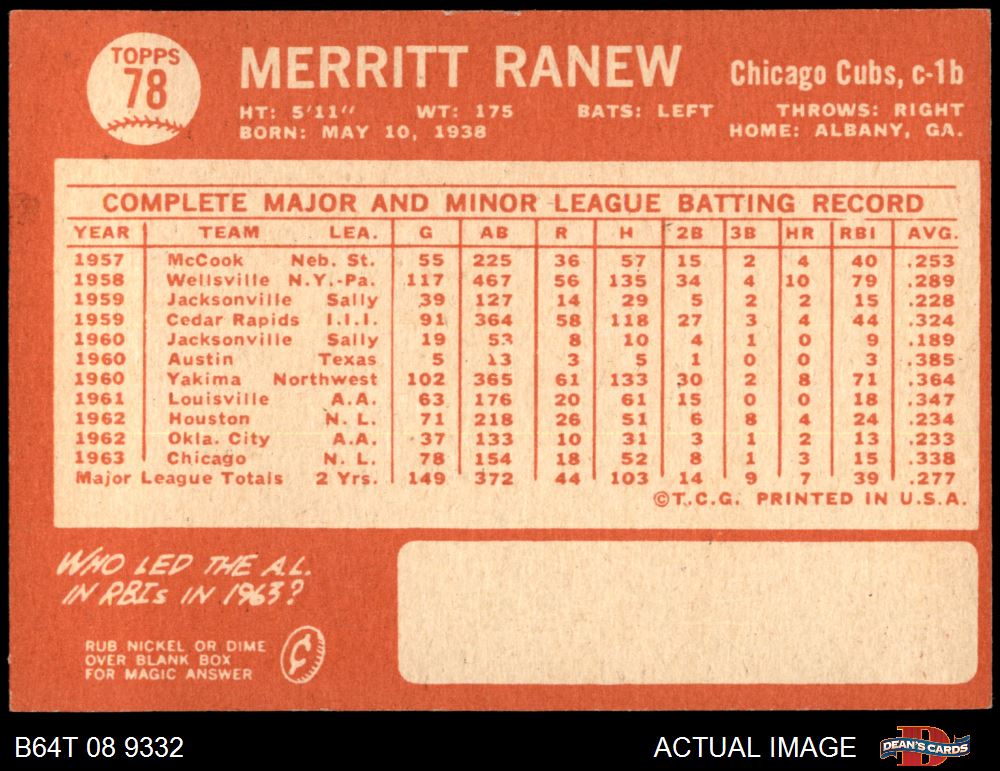 TOPPS
78
MERRITT RANEW
Chicago Cubs, c-1b
HT: 5'11" WT: 175 BATS: LEFT THROWS: RIGHT
BORN: MAY 10, 1938 HOME: ALBANY, GA.
COMPLETE MAJOR AND MINOR LEAGUE BATTING RECORD
YEAR TEAM LEA. G AB R H 2B 3B HR RBI AVG.
1957 McCook Neb. St. 55 225 36 57 15 2 4 40 .253
1958 Wellsville N.Y.-Pa. 117 467 56 135 34 4 10 79 .289
1959 Jacksonville Sally 39 127 14 29 5 2 2 15 .228
1959 Cedar Rapids I.I.I. 91 364 58 118 27 3 4 44 .324
1960 Jacksonville Sally 19 53 8 10 4 1 0 9 .189
1960 Austin Texas 5 13 3 5 1 0 0 3 .385
1960 Yakima Northwest 102 365 61 133 30 2 8 71 .364
1961 Louisville A.A. 63 176 20 61 15 0 0 18 .347
1962 Houston N. L. 71 218 26 51 6 8 4 24 .234
1962 Okla. City A.A. 37 133 10 31 3 1 2 13 .233
1963 Chicago N. L. 78 154 18 52 8 1 3 15 .338
Major League Totals 2 Yrs. 149 372 44 103 14 9 7 39 .277
©T.C.G. PRINTED IN U.S.A.
WHO LED THE A.L.
IN RBIs IN 1963?
RUB NICKEL OR DIME
OVER BLANK BOX
FOR MAGIC ANSWER
B64T 08 9332
ACTUAL IMAGE
DEAN'S CARDS